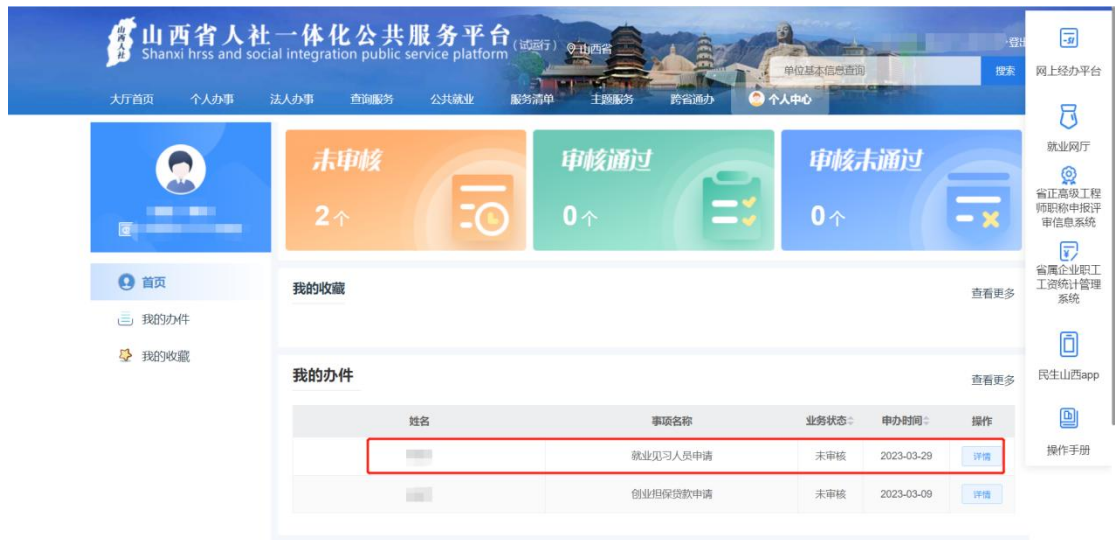 山西人社
山西省人社一体化公共服务平台(试运行)
Shanxi hrss and social integration public service platform
山西省
登出
单位基本信息查询
搜索
大厅首页 个人办事 法人办事 查询服务 公共就业 服务清单 主题服务 跨省通办 个人中心
网上经办平台
就业网厅
省正高级工程
师职称申报评
审信息系统
省属企业职工
工资统计管理
系统
民生山西app
操作手册
未审核
2个
审核通过
0个
审核未通过
0个
首页
我的办件
我的收藏
我的收藏
查看更多
我的办件
查看更多
姓名 事项名称 业务状态 申办时间 操作
就业见习人员申请 未审核 2023-03-29 详情
创业担保贷款申请 未审核 2023-03-09 详情